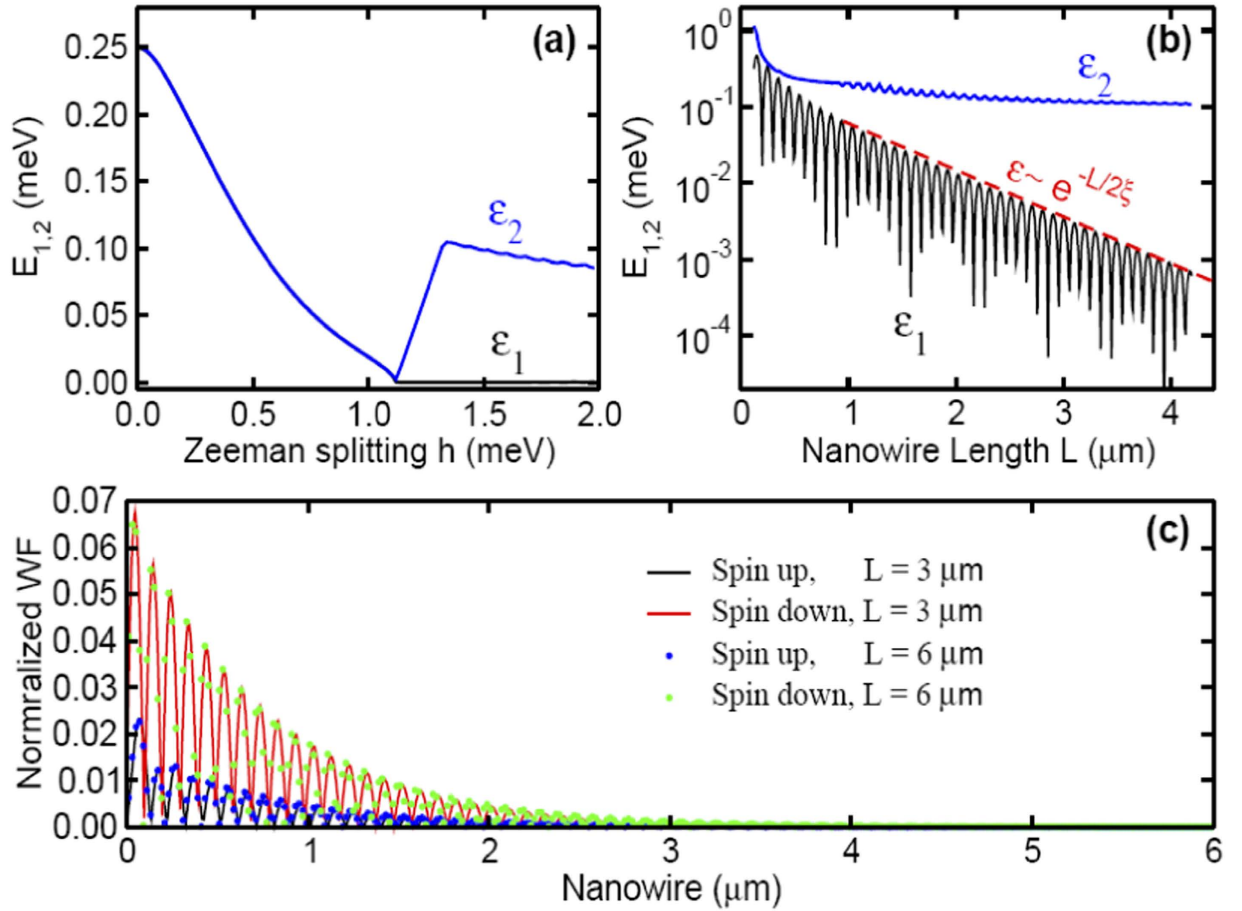 (a)
0.25
0.20
0.15
0.10
0.05
0.00
E1,2 (meV)
ε2
ε1
0.0 0.5 1.0 1.5 2.0
Zeeman splitting h (meV)
(b)
10^0
10^-1
10^-2
10^-3
10^-4
E1,2 (meV)
ε2
ε~ e^-L/2ξ
ε1
0 1 2 3 4
Nanowire Length L (μm)
(c)
0.07
0.06
0.05
0.04
0.03
0.02
0.01
0.00
Normralized WF
Spin up, L = 3 μm
Spin down, L = 3 μm
Spin up, L = 6 μm
Spin down, L = 6 μm
0 1 2 3 4 5 6
Nanowire (μm)